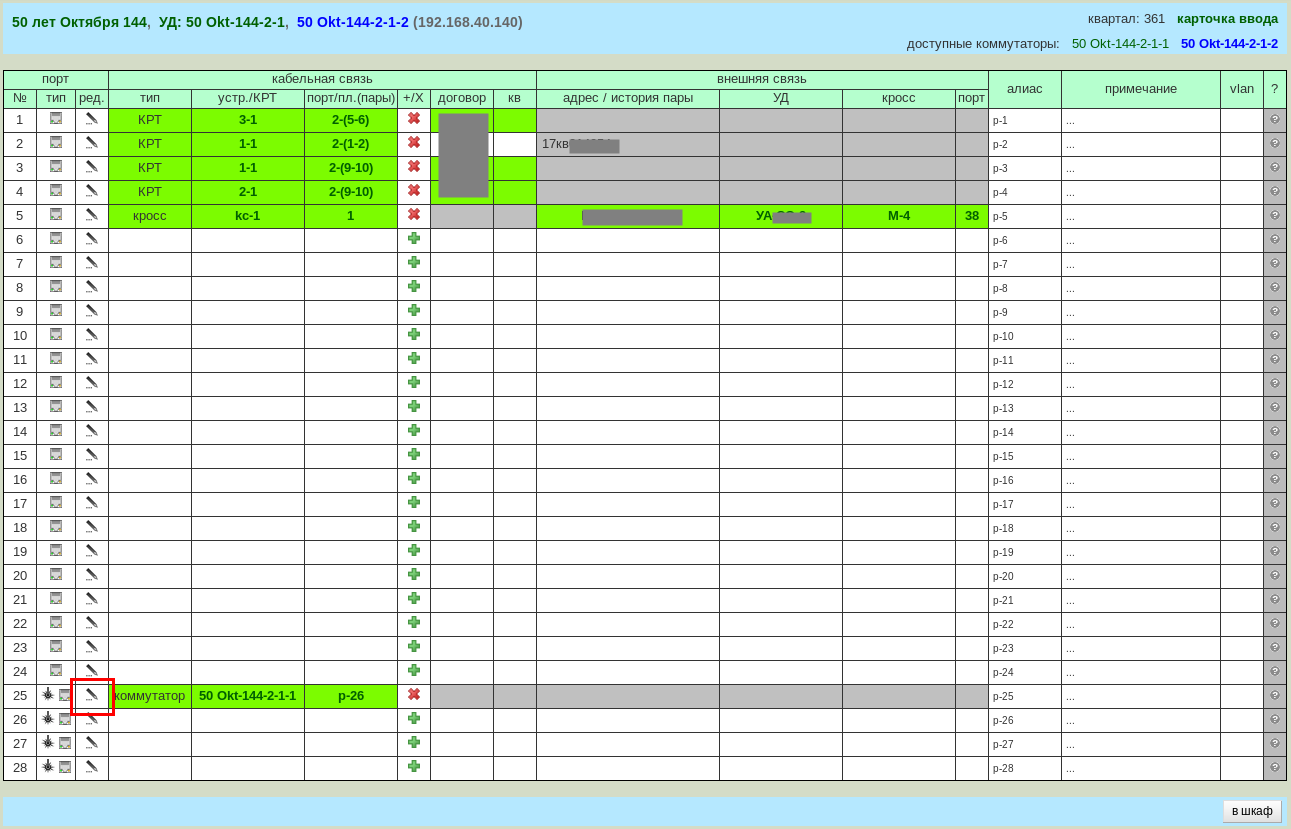 50 лет Октября 144, УД: 50 Okt-144-2-1, 50 Okt-144-2-1-2 (192.168.40.140)
квартал: 361 карточка ввода
доступные коммутаторы: 50 Okt-144-2-1-1 50 Okt-144-2-1-2
порт кабельная связь внешняя связь алиас примечание vlan ?
№ тип ред. тип устр./КРТ порт/пл.(пары) +/X договор кв адрес / история пары УД кросс порт
1 КРТ 3-1 2-(5-6) p-1 ...
2 КРТ 1-1 2-(1-2) 17кв p-2 ...
3 КРТ 1-1 2-(9-10) p-3 ...
4 КРТ 2-1 2-(9-10) p-4 ...
5 кросс kc-1 1 М-4 38 p-5 ...
6 p-6 ...
7 p-7 ...
8 p-8 ...
9 p-9 ...
10 p-10 ...
11 p-11 ...
12 p-12 ...
13 p-13 ...
14 p-14 ...
15 p-15 ...
16 p-16 ...
17 p-17 ...
18 p-18 ...
19 p-19 ...
20 p-20 ...
21 p-21 ...
22 p-22 ...
23 p-23 ...
24 p-24 ...
25 коммутатор 50 Okt-144-2-1-1 p-26 p-25 ...
26 p-26 ...
27 p-27 ...
28 p-28 ...
в шкаф